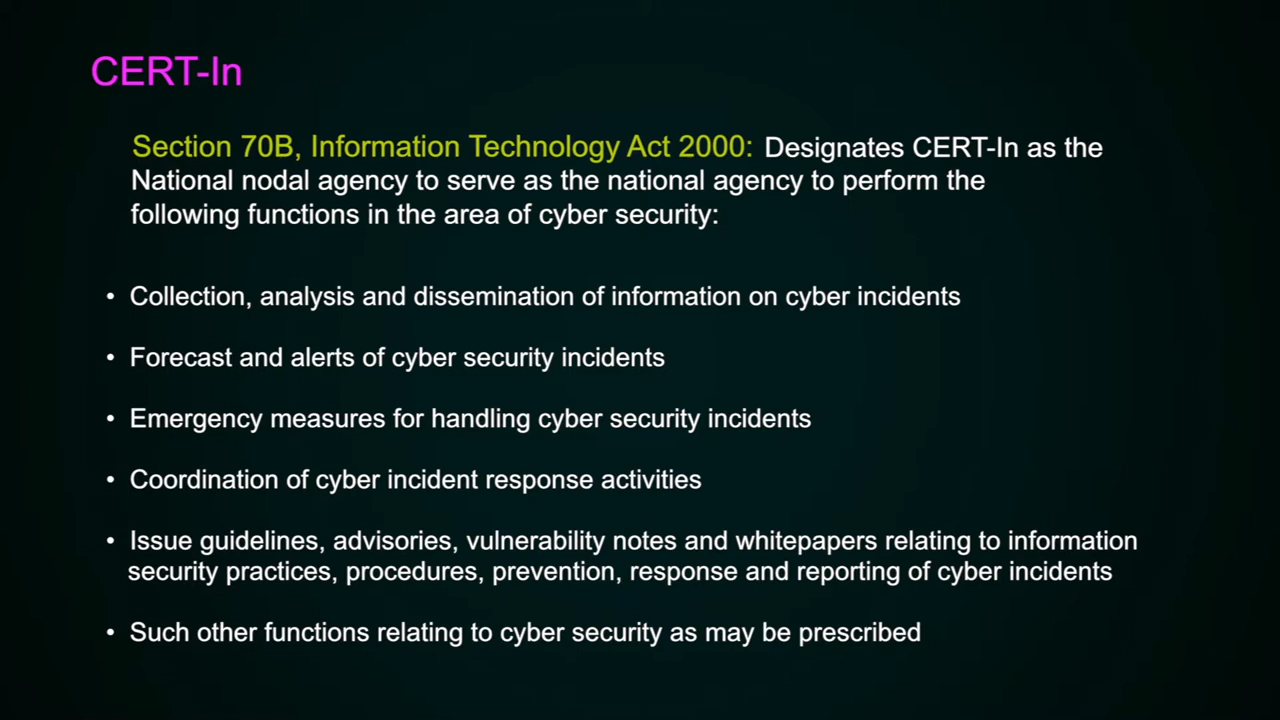 CERT-In
Section 70B, Information Technology Act 2000: Designates CERT-In as the
National nodal agency to serve as the national agency to perform the
following functions in the area of cyber security:
• Collection, analysis and dissemination of information on cyber incidents
• Forecast and alerts of cyber security incidents
• Emergency measures for handling cyber security incidents
• Coordination of cyber incident response activities
• Issue guidelines, advisories, vulnerability notes and whitepapers relating to information
security practices, procedures, prevention, response and reporting of cyber incidents
• Such other functions relating to cyber security as may be prescribed